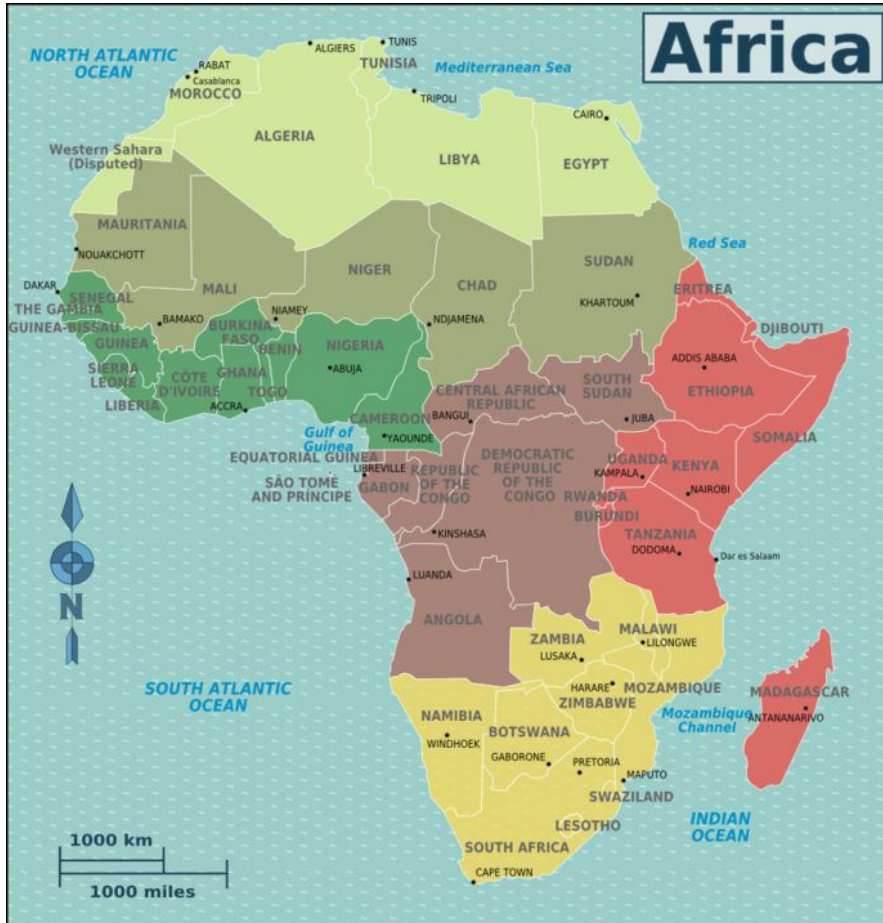 Africa
NORTH ATLANTIC
OCEAN
ALGIERS
TUNIS
RABAT
Casablanca
MOROCCO
TUNISIA
Mediterranean Sea
TRIPOLI
CAIRO
ALGERIA
Western Sahara
(Disputed)
LIBYA
EGYPT
MAURITANIA
NOUAKCHOTT
Red Sea
NIGER
SUDAN
CHAD
MALI
DAKAR
SENEGAL
THE GAMBIA
GUINEA-BISSAU
GUINEA
BAMAKO
NIAMEY
BURKINA
FASO
BENIN
NIGERIA
NDJAMENA
KHARTOUM
ERITREA
DJIBOUTI
SIERRA
LEONE
CÔTE
D'IVOIRE
GHANA
TOGO
ABUJA
LIBERIA
ACCRA
ADDIS ABABA
ETHIOPIA
CENTRAL AFRICAN
REPUBLIC
SOUTH
SUDAN
CAMEROON
BANGUI
JUBA
SOMALIA
Gulf of
Guinea
YAOUNDE
EQUATORIAL GUINEA
LIBREVILLE
SÃO TOMÉ
AND PRÍNCIPE
GABON
REPUBLIC
OF THE
CONGO
DEMOCRATIC
REPUBLIC
OF THE
CONGO
UGANDA
KAMPALA
KENYA
NAIROBI
RWANDA
BURUNDI
KINSHASA
TANZANIA
DODOMA
Dar es Salaam
LUANDA
N
ANGOLA
ZAMBIA
LUSAKA
MALAWI
LILONGWE
SOUTH ATLANTIC
OCEAN
HARARE
ZIMBABWE
MOZAMBIQUE
MADAGASCAR
ANTANANARIVO
Mozambique
Channel
NAMIBIA
WINDHOEK
BOTSWANA
GABORONE
PRETORIA
MAPUTO
SWAZILAND
INDIAN
OCEAN
LESOTHO
SOUTH AFRICA
CAPE TOWN
1000 km
1000 miles